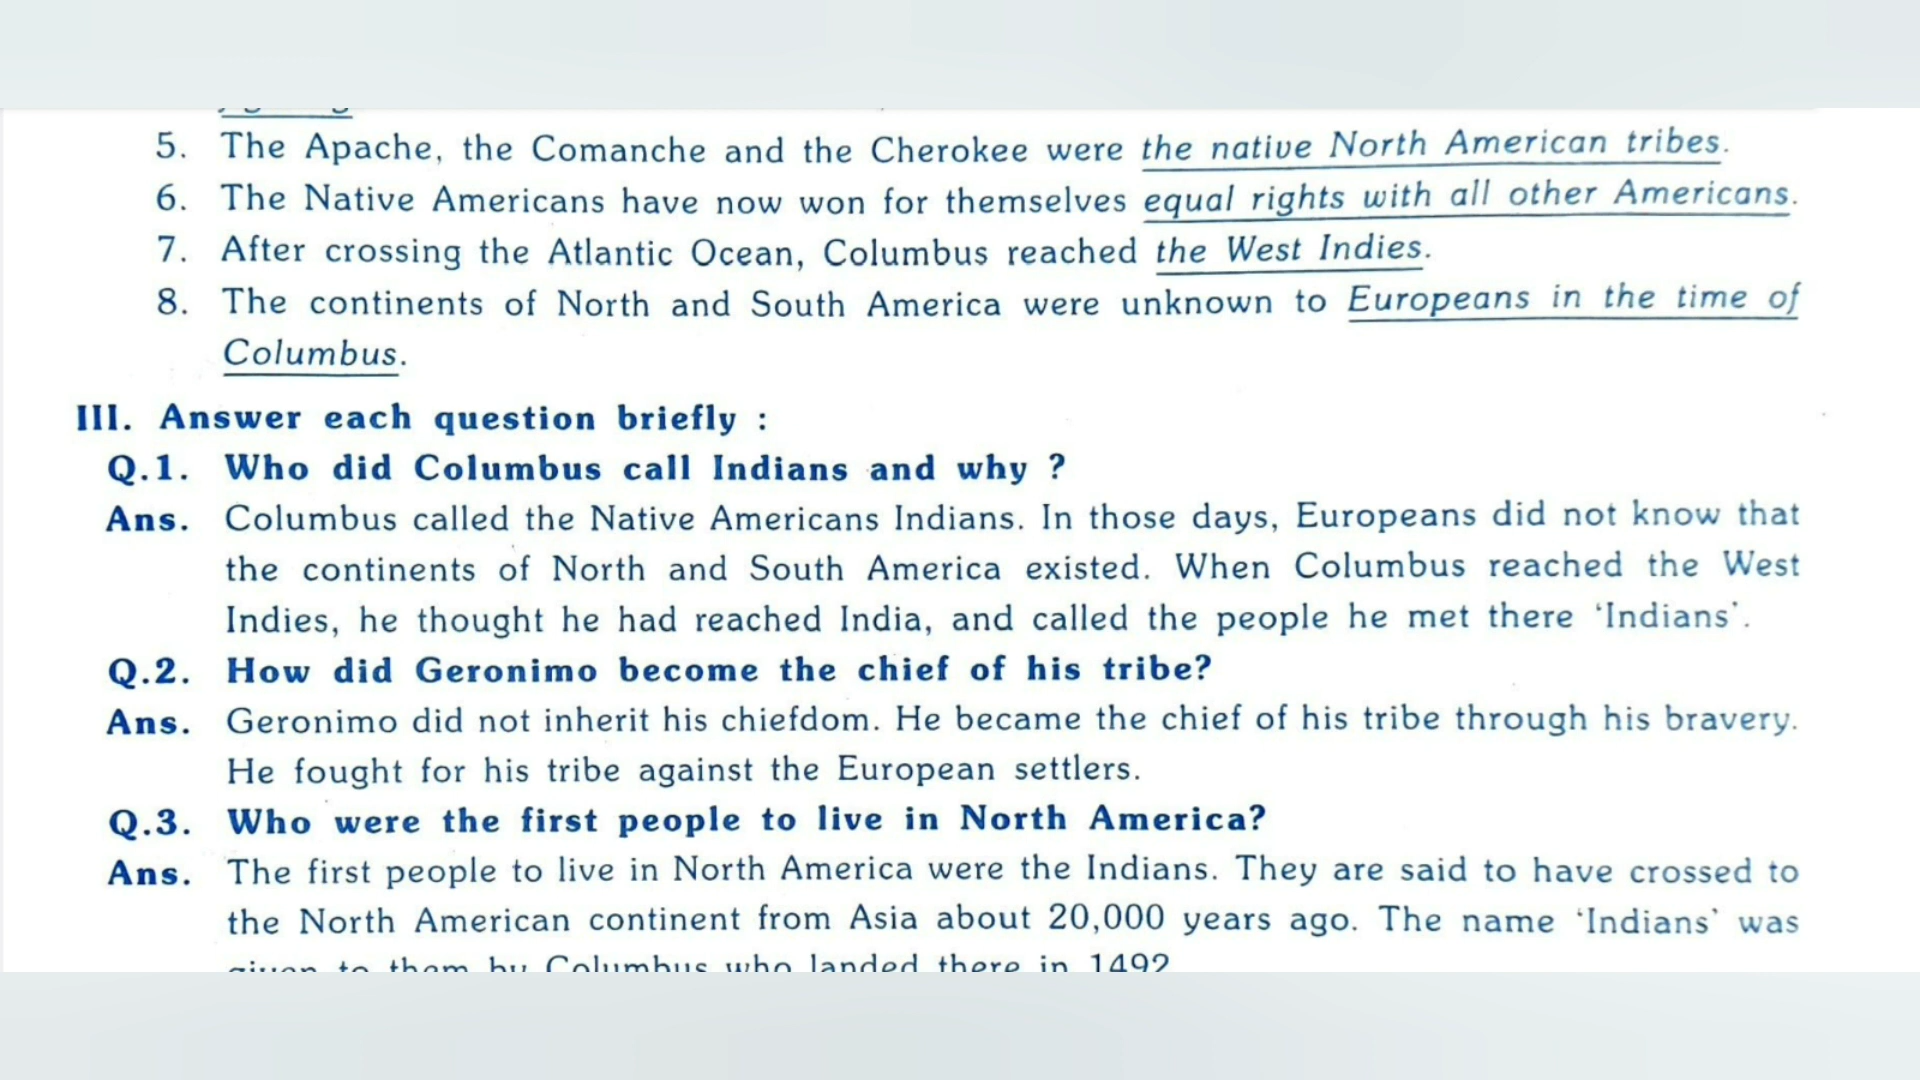 5. The Apache, the Comanche and the Cherokee were the native North American tribes.
6. The Native Americans have now won for themselves equal rights with all other Americans.
7. After crossing the Atlantic Ocean, Columbus reached the West Indies.
8. The continents of North and South America were unknown to Europeans in the time of
Columbus.
III. Answer each question briefly :
Q.1. Who did Columbus call Indians and why ?
Ans. Columbus called the Native Americans Indians. In those days, Europeans did not know that
the continents of North and South America existed. When Columbus reached the West
Indies, he thought he had reached India, and called the people he met there ‘Indians’.
Q.2. How did Geronimo become the chief of his tribe?
Ans. Geronimo did not inherit his chiefdom. He became the chief of his tribe through his bravery.
He fought for his tribe against the European settlers.
Q.3. Who were the first people to live in North America?
Ans. The first people to live in North America were the Indians. They are said to have crossed to
the North American continent from Asia about 20,000 years ago. The name ‘Indians’ was
given to them by Columbus who landed there in 1492